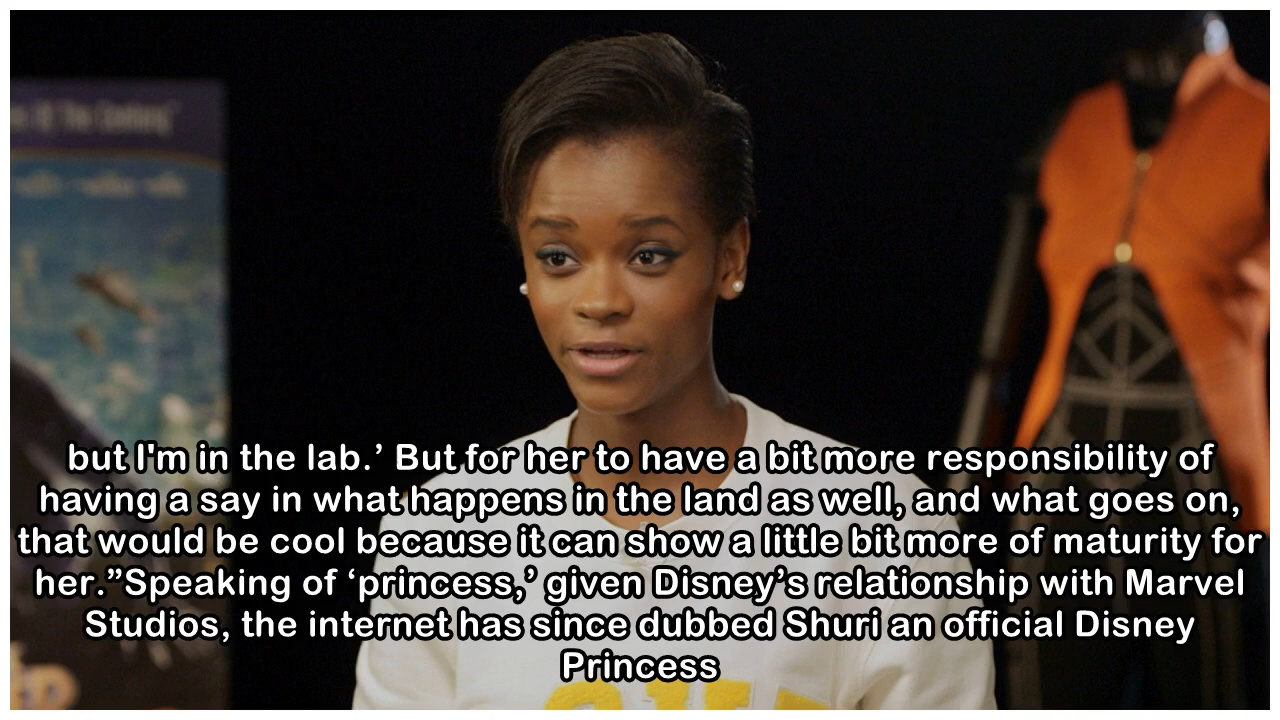 but I'm in the lab.’ But for her to have a bit more responsibility of
having a say in what happens in the land as well, and what goes on,
that would be cool because it can show a little bit more of maturity for
her.”Speaking of ‘princess,’ given Disney’s relationship with Marvel
Studios, the internet has since dubbed Shuri an official Disney
Princess